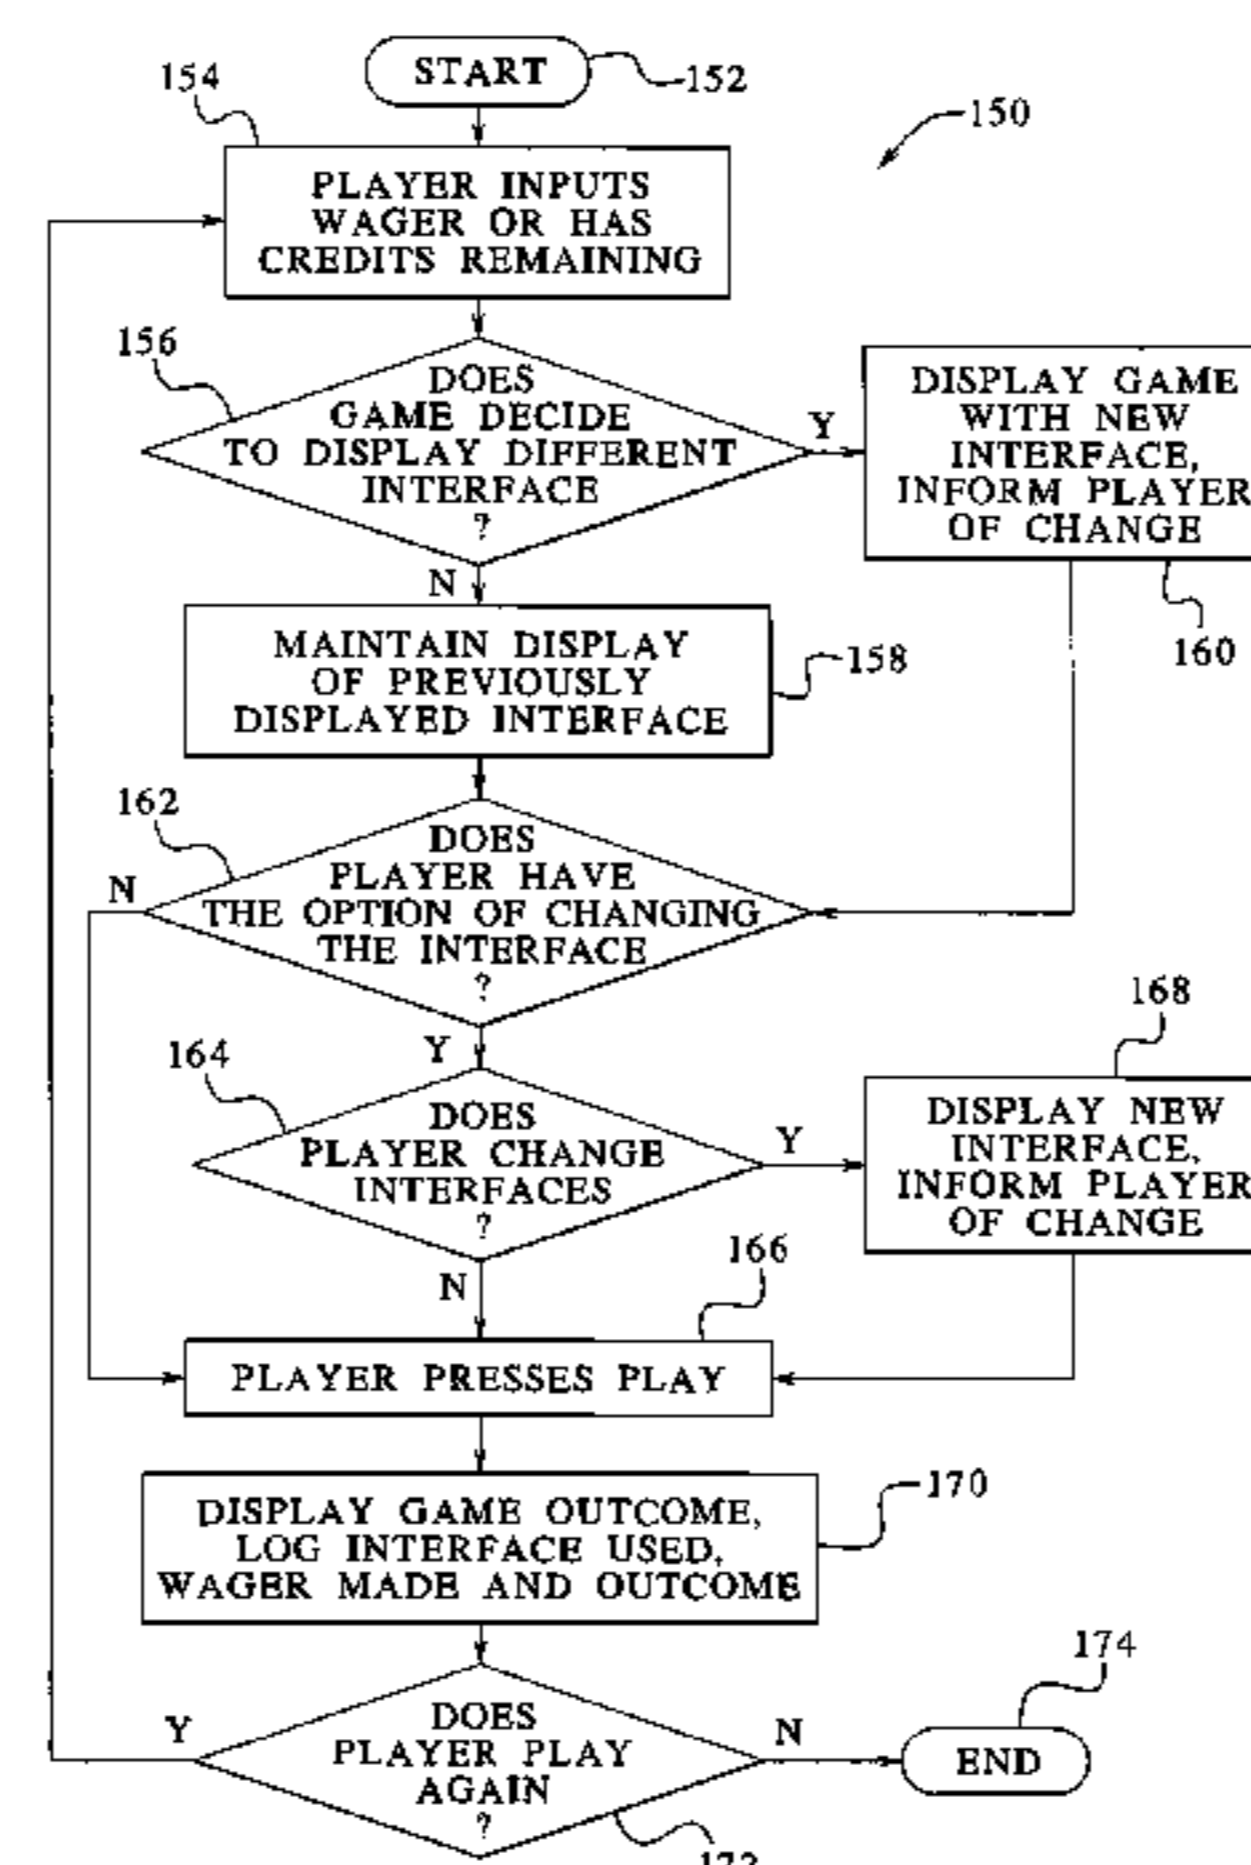 START
152
154
150
PLAYER INPUTS
WAGER OR HAS
CREDITS REMAINING
156
DOES
GAME DECIDE
TO DISPLAY DIFFERENT
INTERFACE
?
Y
N
DISPLAY GAME
WITH NEW
INTERFACE,
INFORM PLAYER
OF CHANGE
160
MAINTAIN DISPLAY
OF PREVIOUSLY
DISPLAYED INTERFACE
158
162
DOES
PLAYER HAVE
THE OPTION OF CHANGING
THE INTERFACE
?
N
Y
164
DOES
PLAYER CHANGE
INTERFACES
?
Y
N
168
DISPLAY NEW
INTERFACE,
INFORM PLAYER
OF CHANGE
166
PLAYER PRESSES PLAY
DISPLAY GAME OUTCOME,
LOG INTERFACE USED,
WAGER MADE AND OUTCOME
170
DOES
PLAYER PLAY
AGAIN
?
Y
N
174
END